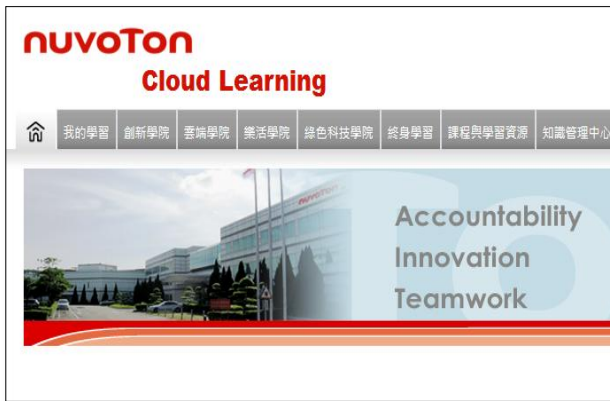 nuvoTon
Cloud Learning
我的學習 創新學院 雲端學院 樂活學院 綠色科技學院 終身學習 課程與學習資源 知識管理中心
nuvoTon
Accountability
Innovation
Teamwork